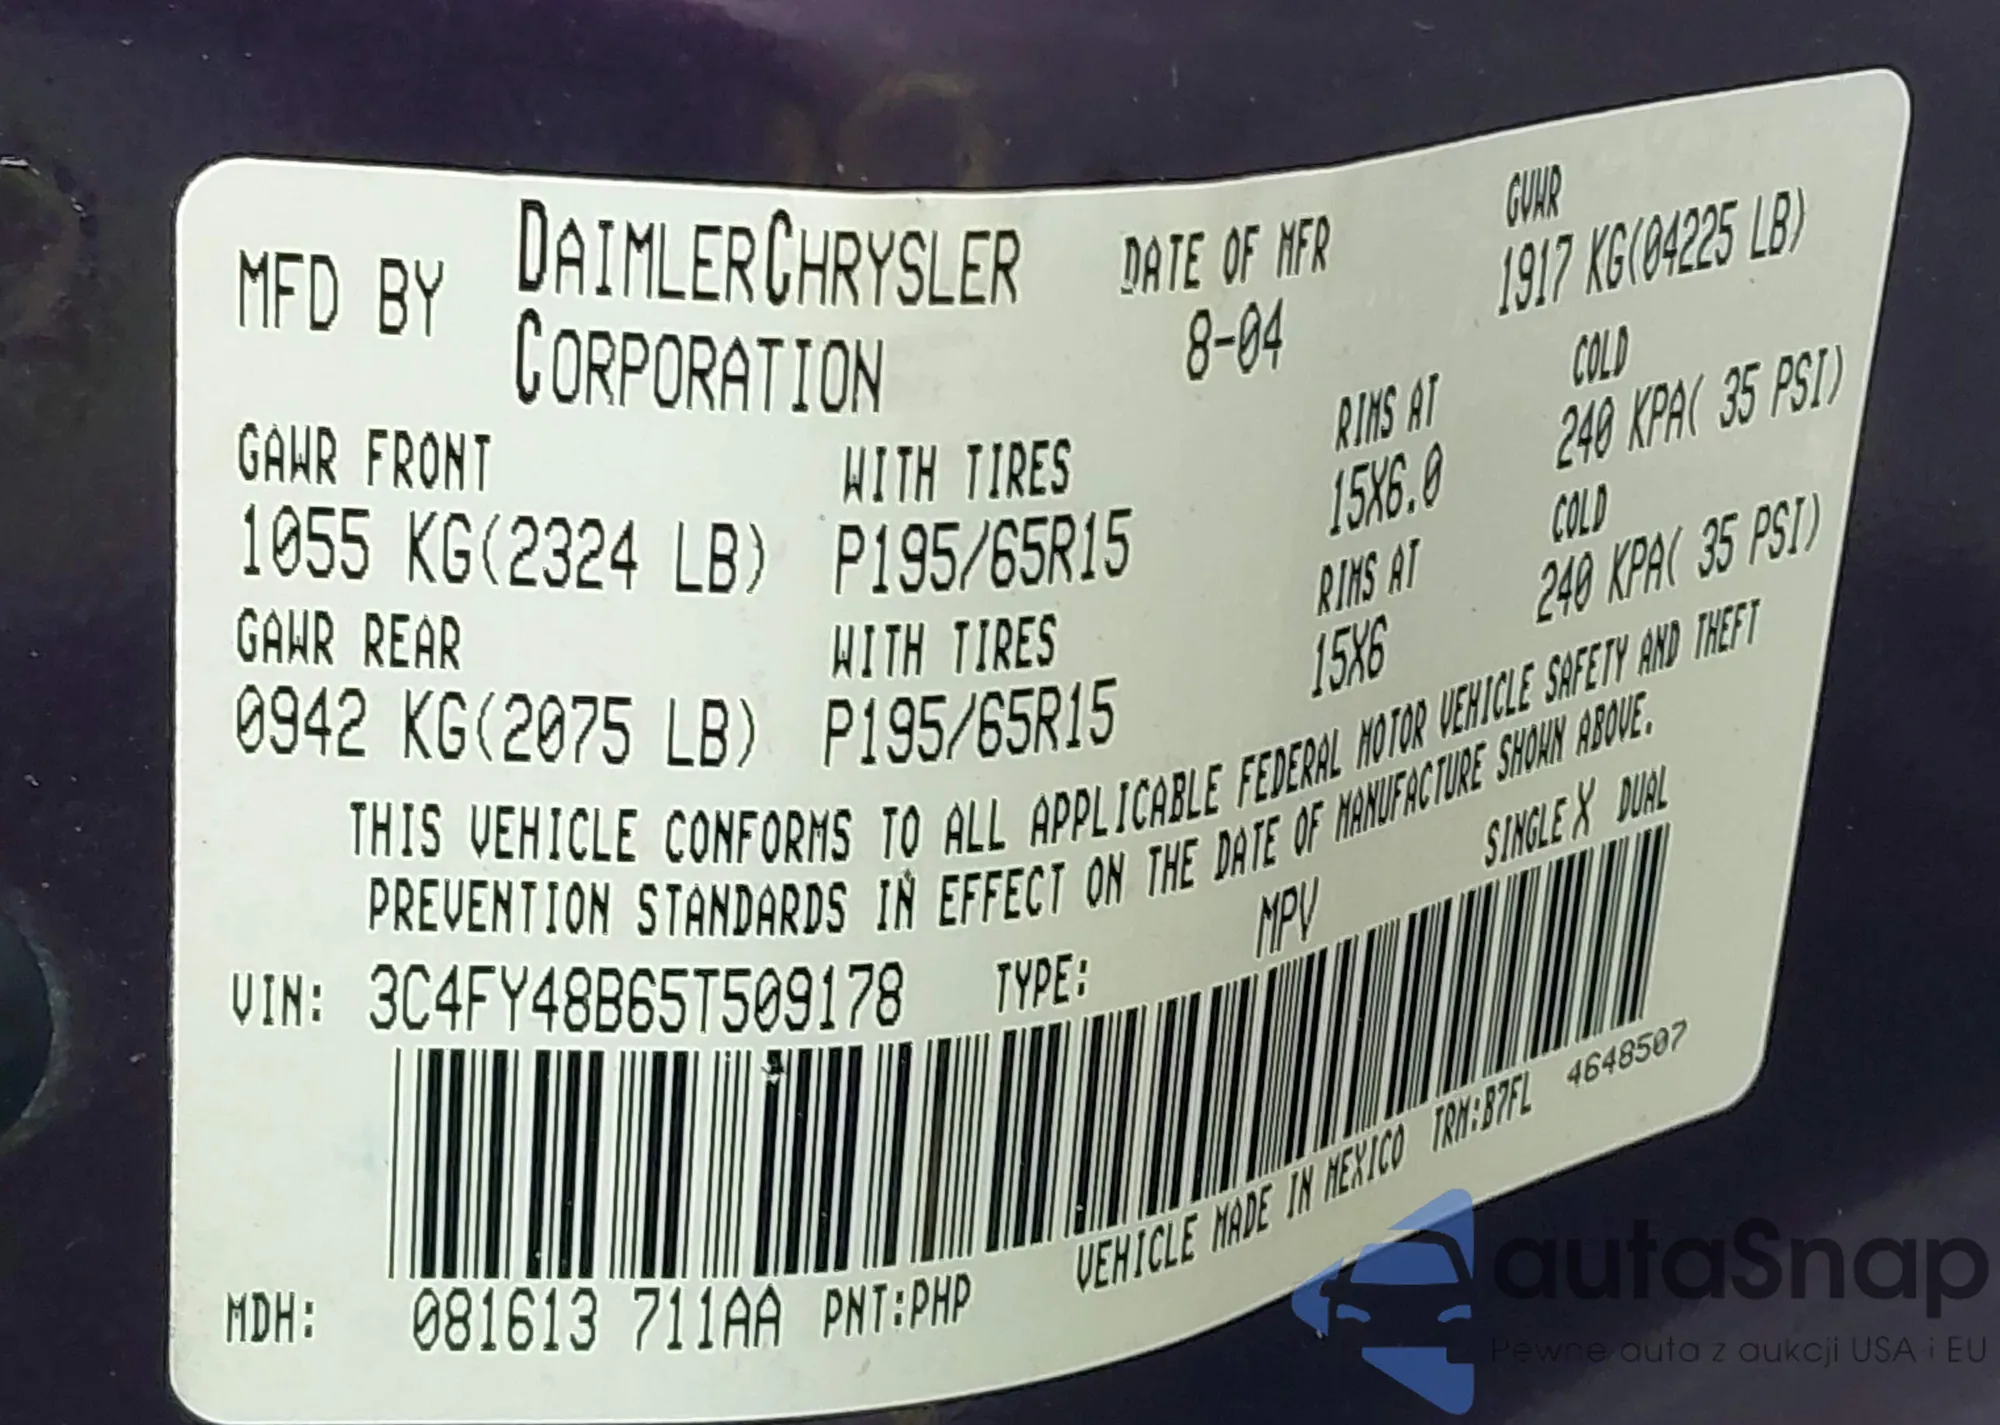 MFD BY DAIMLERCHRYSLER CORPORATION
DATE OF MFR
8-04
GVWR
1917 KG(04225 LB)
GAWR FRONT WITH TIRES RIMS AT COLD
1055 KG(2324 LB) P195/65R15 15X6.0 240 KPA( 35 PSI)
GAWR REAR WITH TIRES RIMS AT COLD
0942 KG(2075 LB) P195/65R15 15X6 240 KPA( 35 PSI)
THIS VEHICLE CONFORMS TO ALL APPLICABLE FEDERAL MOTOR VEHICLE SAFETY AND THEFT
PREVENTION STANDARDS IN EFFECT ON THE DATE OF MANUFACTURE SHOWN ABOVE.
VIN: 3C4FY48B65T509178 TYPE: MPV SINGLE X DUAL
MDH: 081613 711AA PNT:PHP VEHICLE MADE IN MEXICO TRM:B7FL 4648507
autaSnap
Pewne auta z aukcji USA i EU